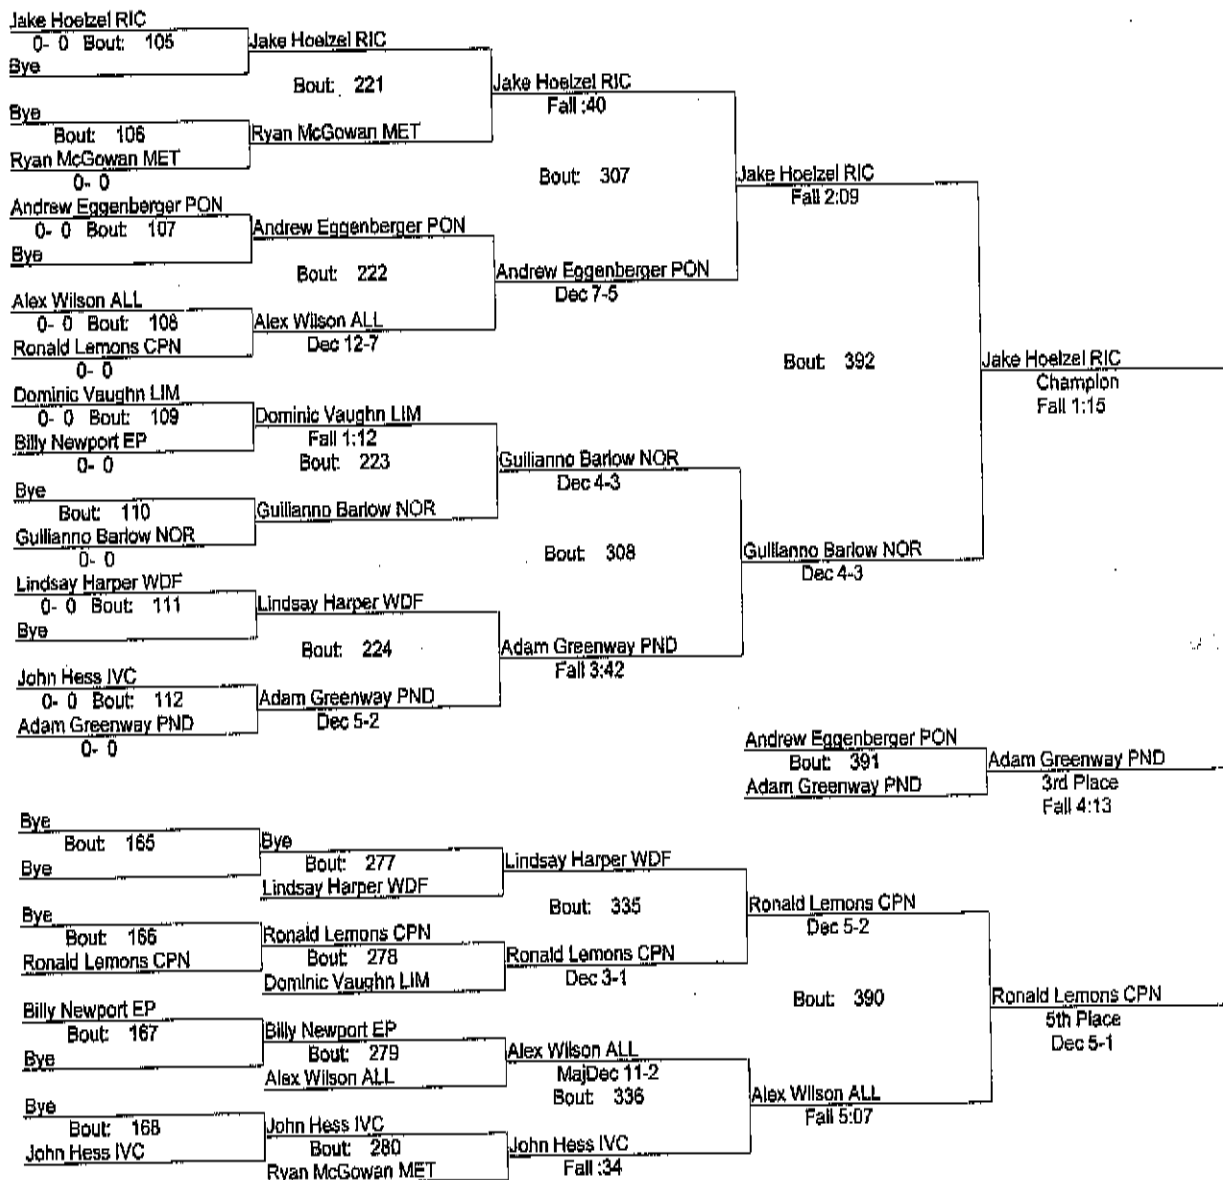 Jake Hoelzel RIC
0- 0 Bout: 105
Bye
Jake Hoelzel RIC
Bout: 221
Bye
Bout: 106
Ryan McGowan MET
0- 0
Ryan McGowan MET
Jake Hoelzel RIC
Fall :40
Bout: 307
Andrew Eggenberger PON
0- 0 Bout: 107
Bye
Andrew Eggenberger PON
Bout: 222
Alex Wilson ALL
0- 0 Bout: 108
Ronald Lemons CPN
0- 0
Alex Wilson ALL
Dec 12-7
Andrew Eggenberger PON
Dec 7-5
Jake Hoelzel RIC
Fall 2:09
Bout: 392
Jake Hoelzel RIC
Champion
Fall 1:15
Dominic Vaughn LIM
0- 0 Bout: 109
Billy Newport EP
0- 0
Dominic Vaughn LIM
Fall 1:12
Bout: 223
Bye
Bout: 110
Guilianno Barlow NOR
0- 0
Guilianno Barlow NOR
Guilianno Barlow NOR
Dec 4-3
Bout: 308
Lindsay Harper WDF
0- 0 Bout: 111
Bye
Lindsay Harper WDF
Bout: 224
John Hess IVC
0- 0 Bout: 112
Adam Greenway PND
0- 0
Adam Greenway PND
Dec 5-2
Adam Greenway PND
Fall 3:42
Guilianno Barlow NOR
Dec 4-3
Andrew Eggenberger PON
Bout: 391
Adam Greenway PND
Adam Greenway PND
3rd Place
Fall 4:13
Bye
Bout: 165
Bye
Bye
Bout: 277
Lindsay Harper WDF
Lindsay Harper WDF
Bout: 335
Bye
Bout: 166
Ronald Lemons CPN
Ronald Lemons CPN
Bout: 278
Dominic Vaughn LIM
Ronald Lemons CPN
Dec 3-1
Ronald Lemons CPN
Dec 5-2
Bout: 390
Ronald Lemons CPN
5th Place
Dec 5-1
Billy Newport EP
Bout: 167
Bye
Billy Newport EP
Bout: 279
Alex Wilson ALL
Alex Wilson ALL
MajDec 11-2
Bout: 336
Bye
Bout: 168
John Hess IVC
John Hess IVC
Bout: 280
Ryan McGowan MET
John Hess IVC
Fall :34
Alex Wilson ALL
Fall 5:07